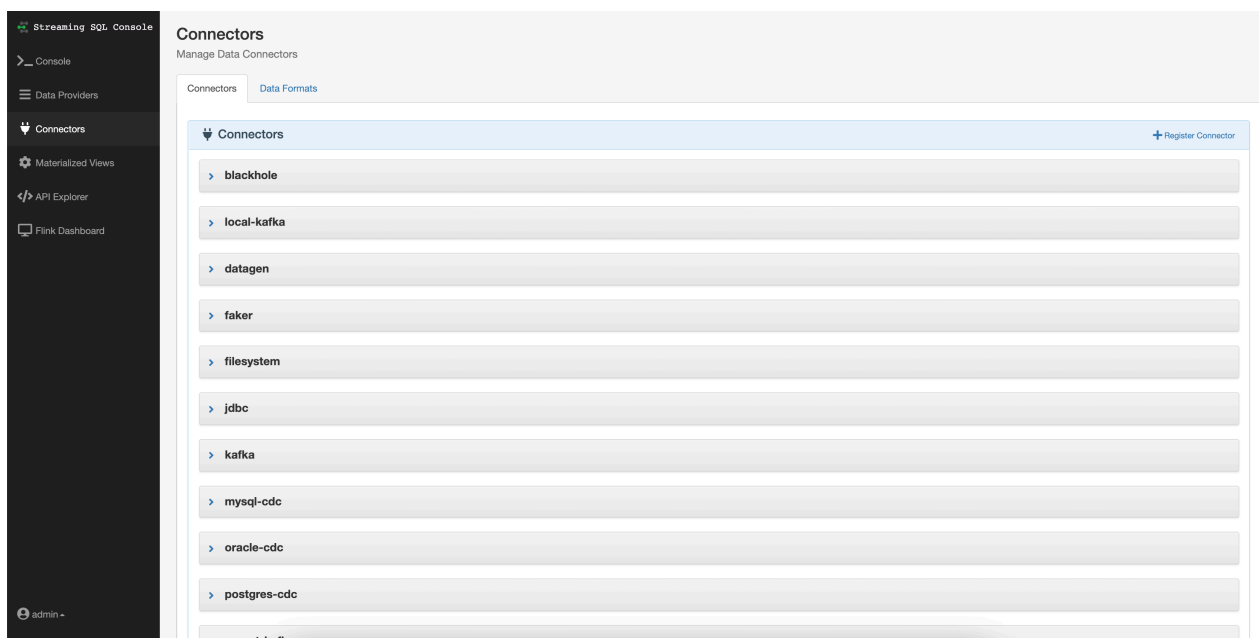 Streaming SQL Console
Console
Data Providers
Connectors
Materialized Views
API Explorer
Flink Dashboard
admin
Connectors
Manage Data Connectors
Connectors
Data Formats
Connectors
Register Connector
blackhole
local-kafka
datagen
faker
filesystem
jdbc
kafka
mysql-cdc
oracle-cdc
postgres-cdc